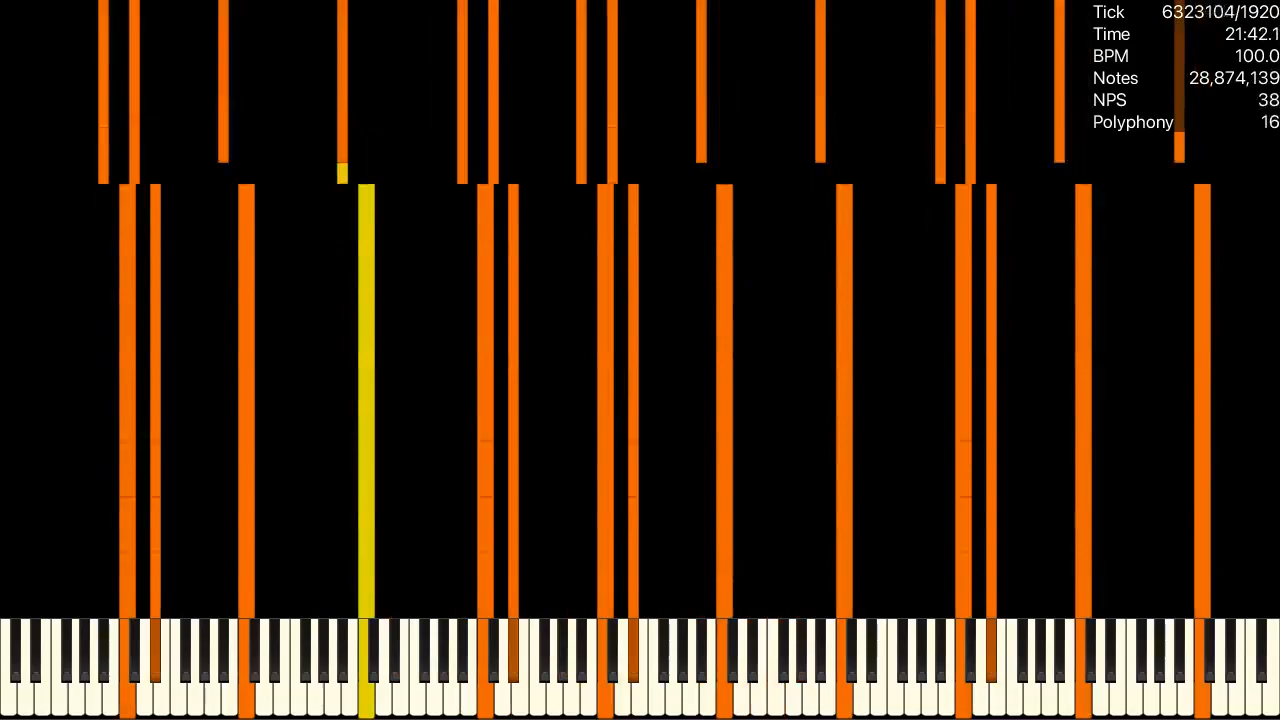 Tick 6323104/1920
Time 21:42.1
BPM 100.0
Notes 28,874,139
NPS 38
Polyphony 16